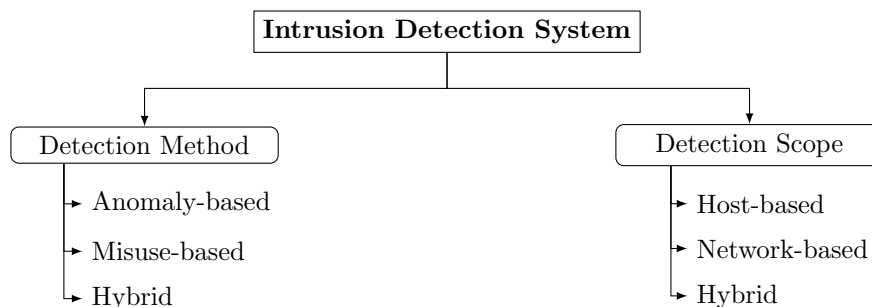 Intrusion Detection System
Detection Method
Anomaly-based
Misuse-based
Hybrid
Detection Scope
Host-based
Network-based
Hybrid